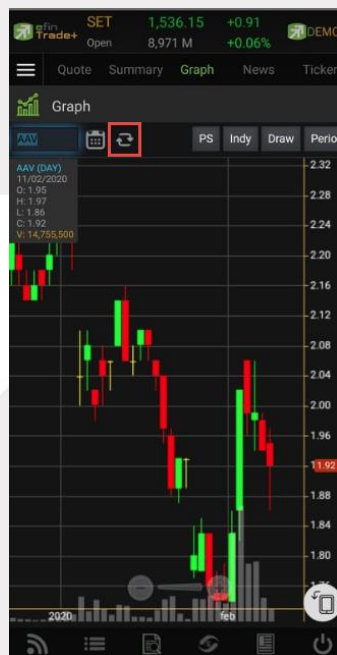 efin Trade+ SET 1,536.15 +0.91 DEMO
Open 8,971 M +0.06%
Quote Summary Graph News Ticker
Graph
AAV PS Indy Draw Perio
AAV (DAY)
11/02/2020
O: 1.95
H: 1.97
L: 1.86
C: 1.92
V: 14,755,500
2.32
2.28
2.24
2.20
2.16
2.12
2.08
2.04
2.00
1.96
1.92
1.88
1.84
1.80
2020 feb